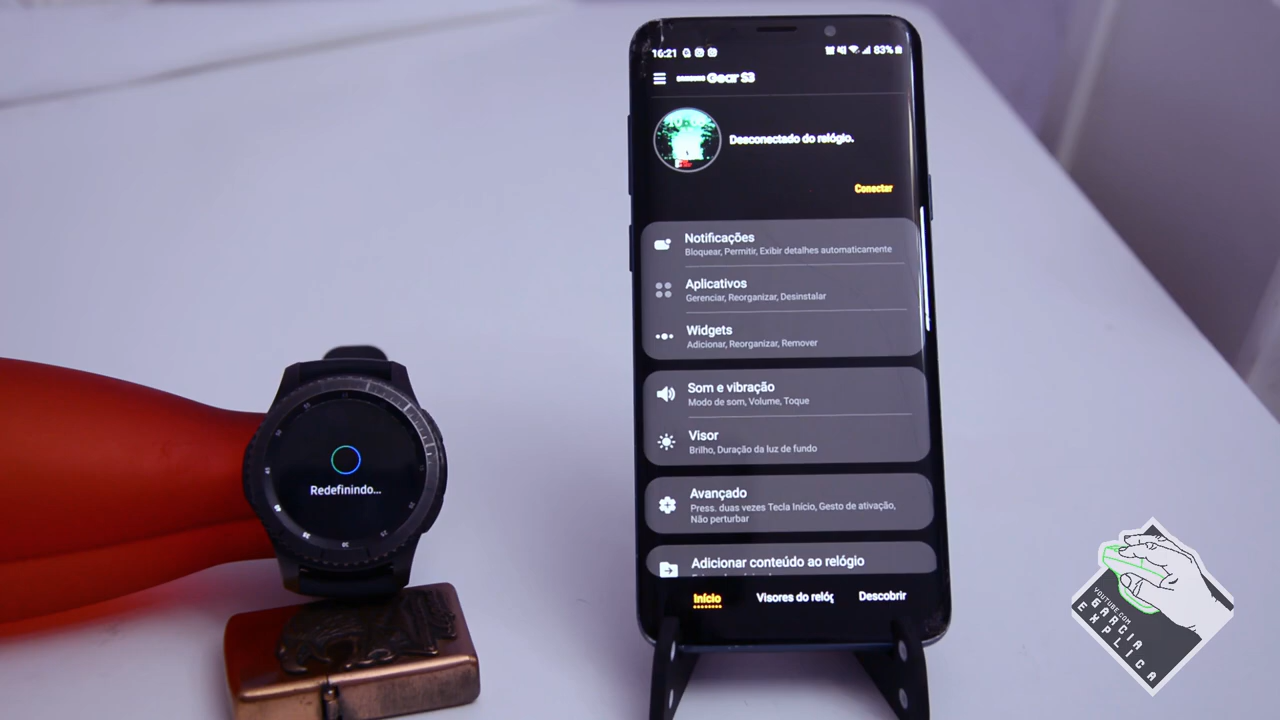 16:21
83%
SAMSUNG Gear S3
Desconectado do relógio.
Conectar
Notificações
Bloquear, Permitir, Exibir detalhes automaticamente
Aplicativos
Gerenciar, Reorganizar, Desinstalar
Widgets
Adicionar, Reorganizar, Remover
Som e vibração
Modo de som, Volume, Toque
Visor
Brilho, Duração da luz de fundo
Avançado
Press. duas vezes Tecla Início, Gesto de ativação,
Não perturbar
Adicionar conteúdo ao relógio
Início
Visores do relóg
Descobrir
Redefinindo...
YOUTUBE.COM
GARCIA
EXPLICA